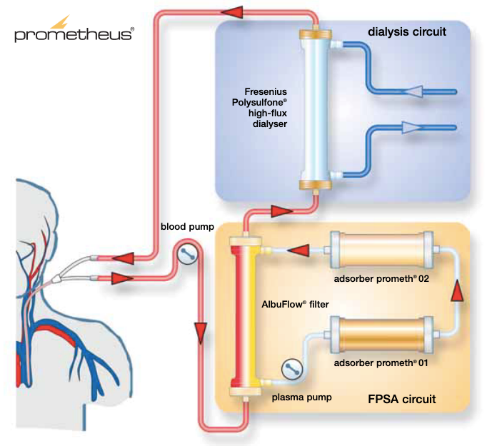 prometheus®
dialysis circuit
Fresenius
Polysulfone®
high-flux
dialyser
blood pump
adsorber prometh® 02
AlbuFlow® filter
adsorber prometh® 01
plasma pump
FPSA circuit